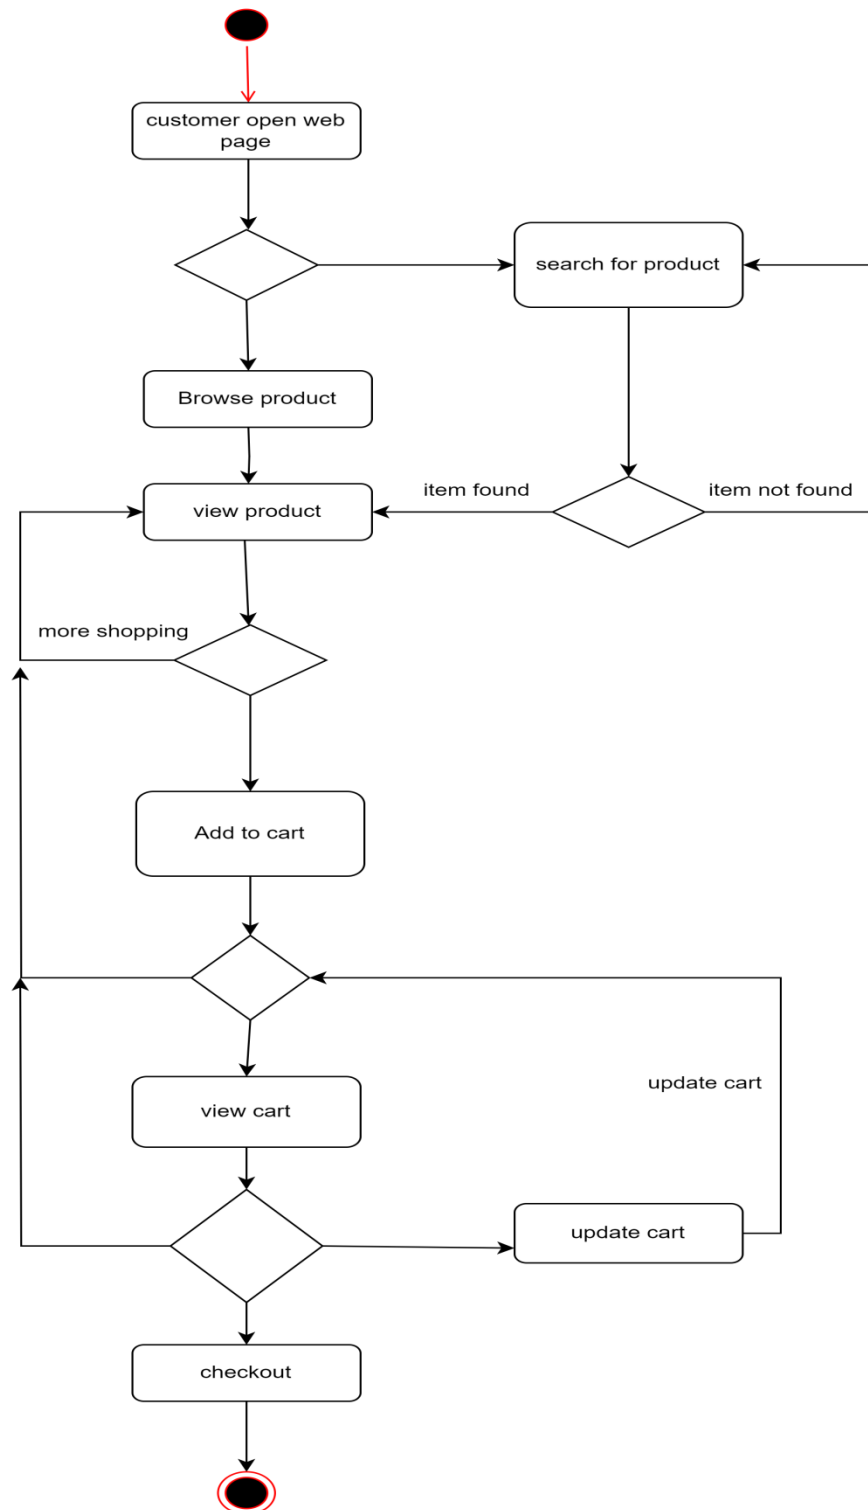 customer open web
page
search for product
Browse product
item found
item not found
view product
more shopping
Add to cart
update cart
view cart
update cart
checkout